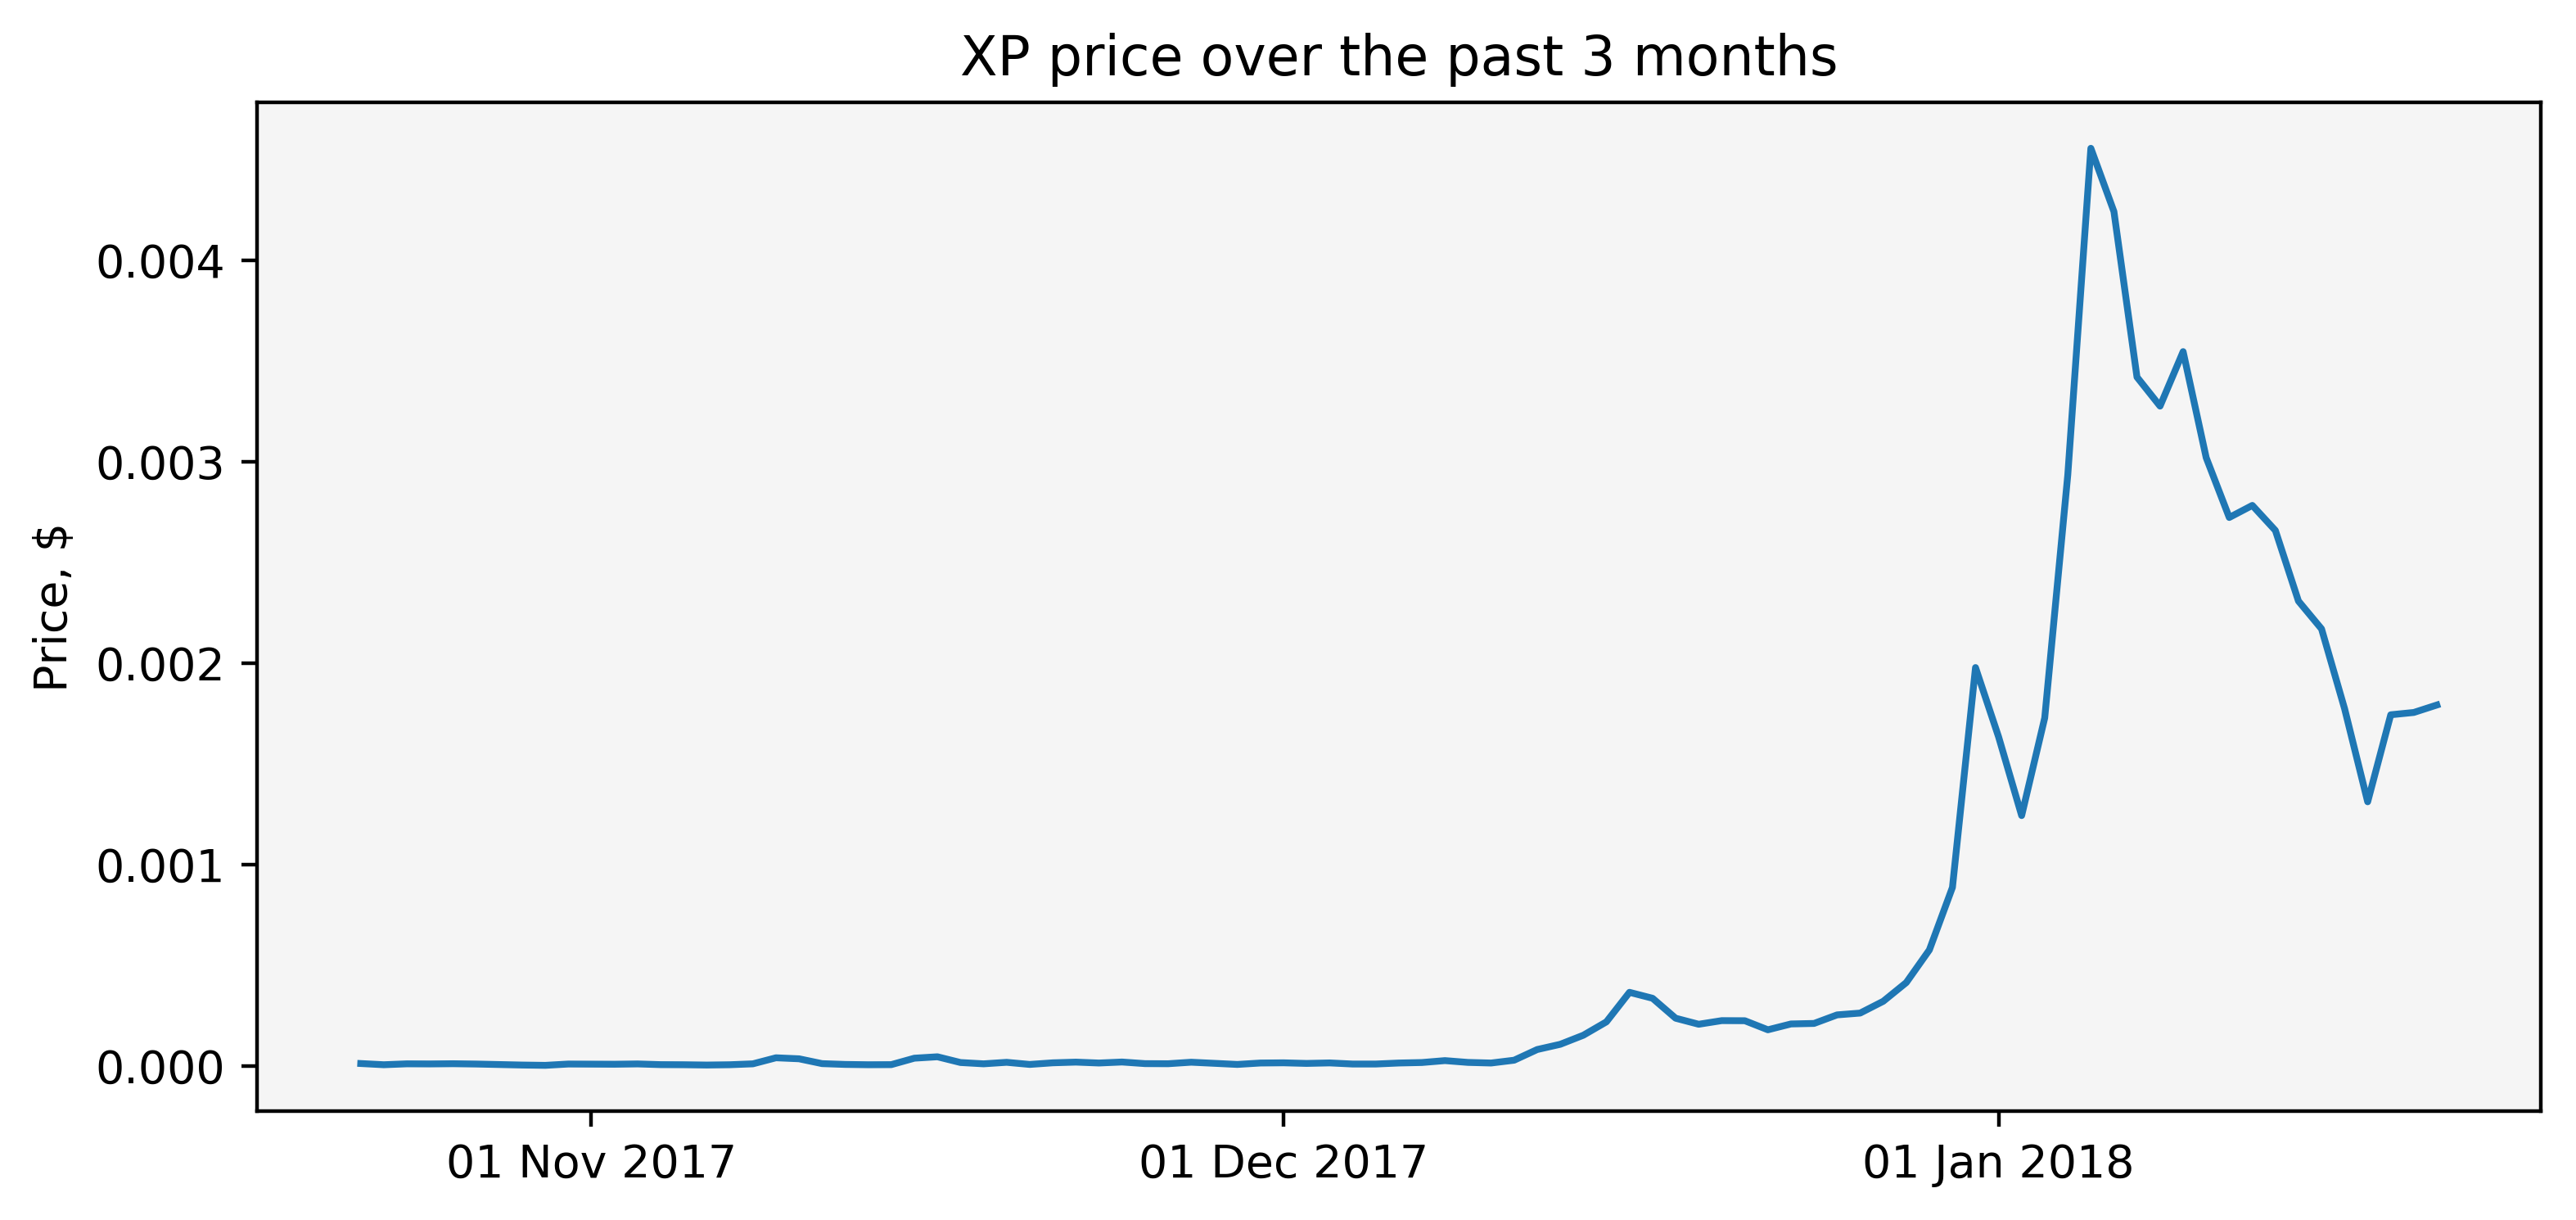 XP price over the past 3 months
Price, $
0.004
0.003
0.002
0.001
0.000
01 Nov 2017
01 Dec 2017
01 Jan 2018